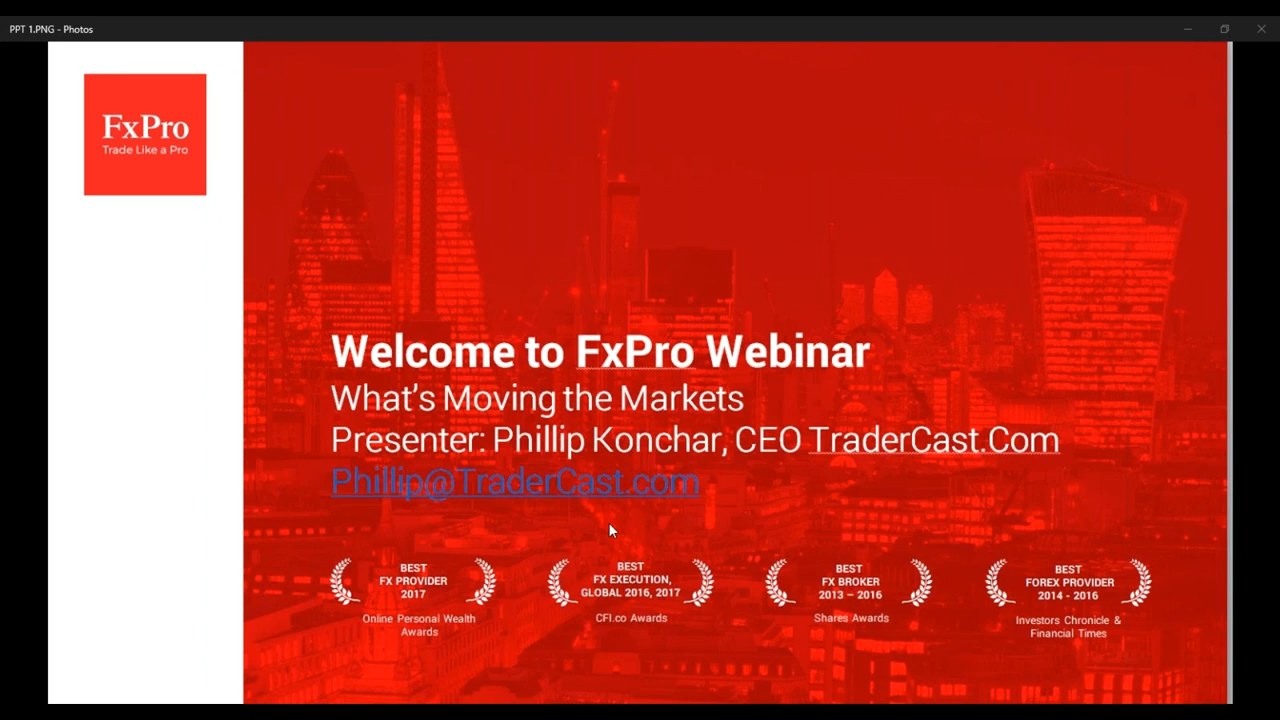 PPT 1.PNG - Photos
FxPro
Trade Like a Pro
Welcome to FxPro Webinar
What's Moving the Markets
Presenter: Phillip Konchar, CEO TraderCast.Com
Phillip@TraderCast.com
BEST
FX PROVIDER
2017
Online Personal Wealth
Awards
BEST
FX EXECUTION,
GLOBAL 2016, 2017
CFI.co Awards
BEST
FX BROKER
2013 – 2016
Shares Awards
BEST
FOREX PROVIDER
2014 - 2016
Investors Chronicle &
Financial Times